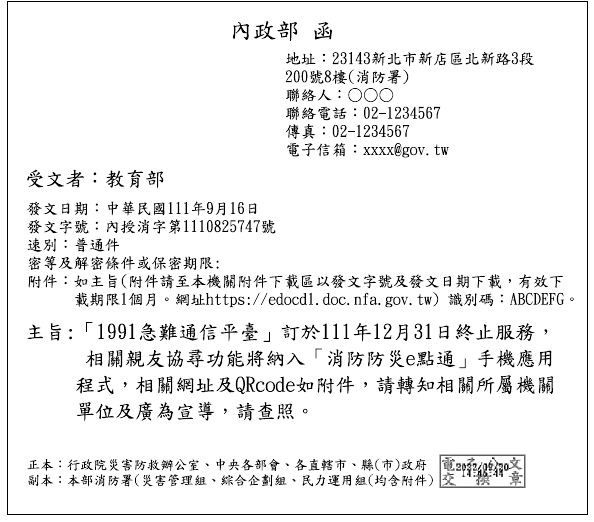 內政部 函
地址：23143新北市新店區北新路3段
200號8樓(消防署)
聯絡人：○○○
聯絡電話：02-1234567
傳真：02-1234567
電子信箱：xxxx@gov.tw
受文者：教育部
發文日期：中華民國111年9月16日
發文字號：內授消字第1110825747號
速別：普通件
密等及解密條件或保密期限：
附件：如主旨(附件請至本機關附件下載區以發文字號及發文日期下載，有效下
載期限1個月。網址https://edocdl.doc.nfa.gov.tw) 識別碼：ABCDEFG。
主旨：「1991急難通信平臺」訂於111年12月31日終止服務，
相關親友協尋功能將納入「消防防災e點通」手機應用
程式，相關網址及QRcode如附件，請轉知相關所屬機關
單位及廣為宣導，請查照。
正本：行政院災害防救辦公室、中央各部會、各直轄市、縣(市)政府
副本：本部消防署(災害管理組、綜合企劃組、民力運用組(均含附件)
電子公文
交換章